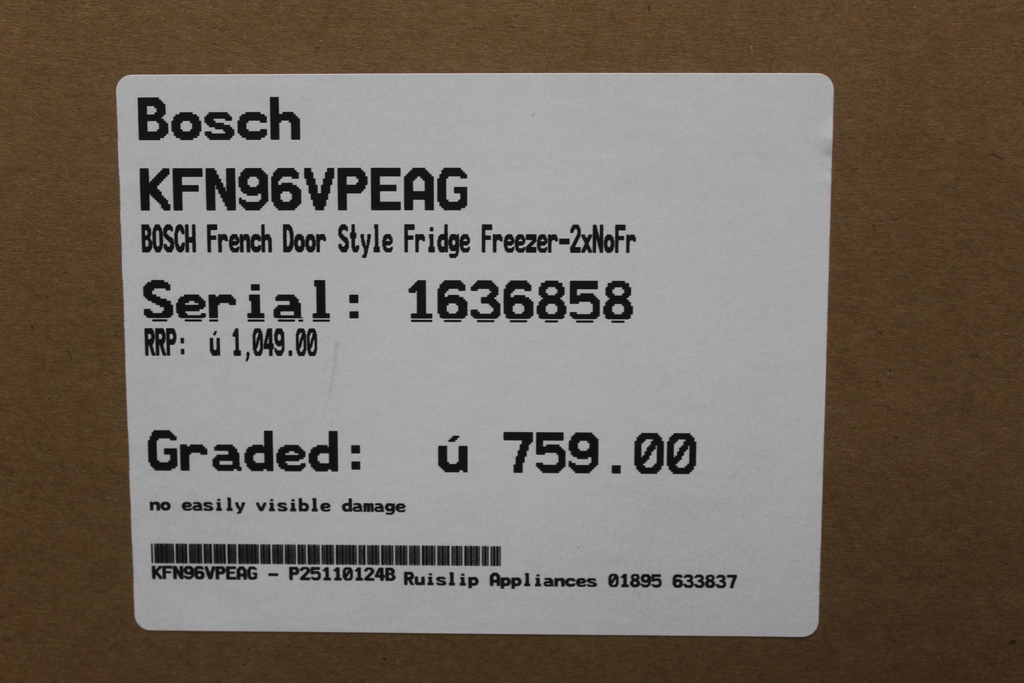 Bosch
KFN96VPEAG
BOSCH French Door Style Fridge Freezer-2xNoFr
Serial: 1636858
RRP: ú 1,049.00
Graded: ú 759.00
no easily visible damage
KFN96VPEAG - P25110124B Ruislip Appliances 01895 633837